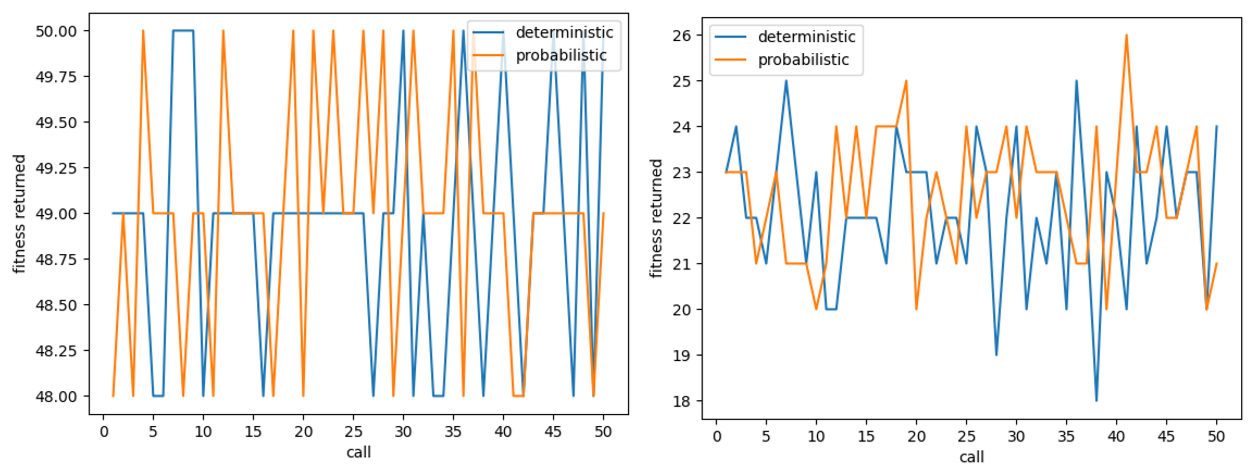 50.00
49.75
49.50
49.25
49.00
48.75
48.50
48.25
48.00
fitness returned
0 5 10 15 20 25 30 35 40 45 50
call
deterministic
probabilistic
26
25
24
23
22
21
20
19
18
fitness returned
0 5 10 15 20 25 30 35 40 45 50
call
deterministic
probabilistic